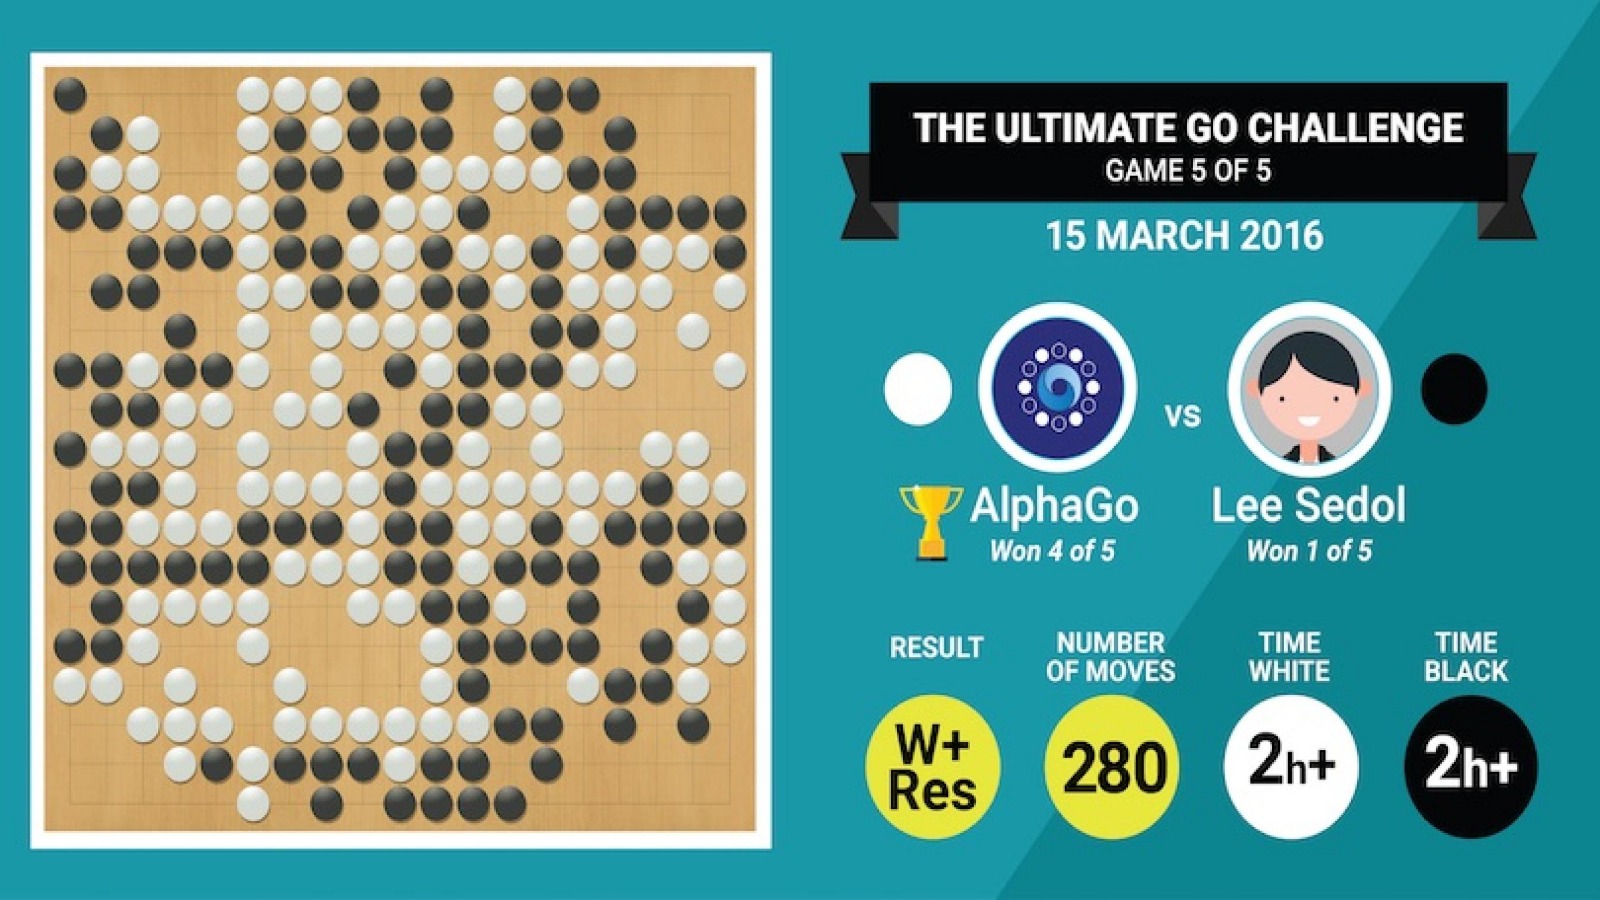 THE ULTIMATE GO CHALLENGE
GAME 5 OF 5
15 MARCH 2016
VS
AlphaGo
Won 4 of 5
Lee Sedol
Won 1 of 5
RESULT
W+
Res
NUMBER
OF MOVES
280
TIME
WHITE
2h+
TIME
BLACK
2h+